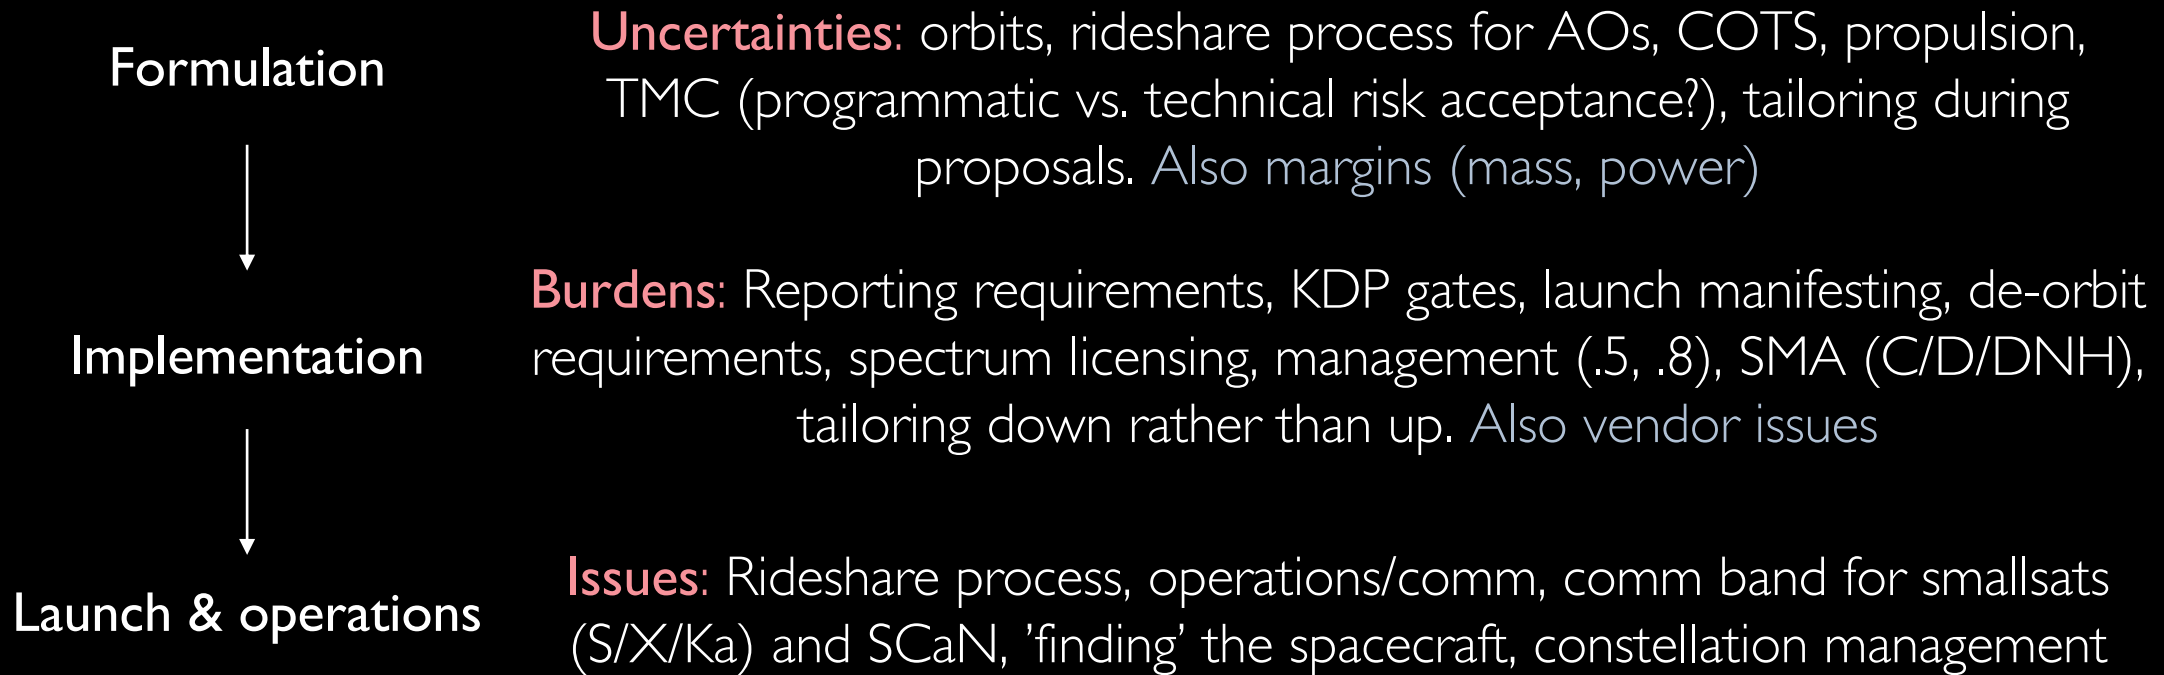 Formulation
Uncertainties: orbits, rideshare process for AOs, COTS, propulsion,
TMC (programmatic vs. technical risk acceptance?), tailoring during
proposals. Also margins (mass, power)
Implementation
Burdens: Reporting requirements, KDP gates, launch manifesting, de-orbit
requirements, spectrum licensing, management (.5, .8), SMA (C/D/DNH),
tailoring down rather than up. Also vendor issues
Launch & operations
Issues: Rideshare process, operations/comm, comm band for smallsats
(S/X/Ka) and SCaN, ’finding’ the spacecraft, constellation management